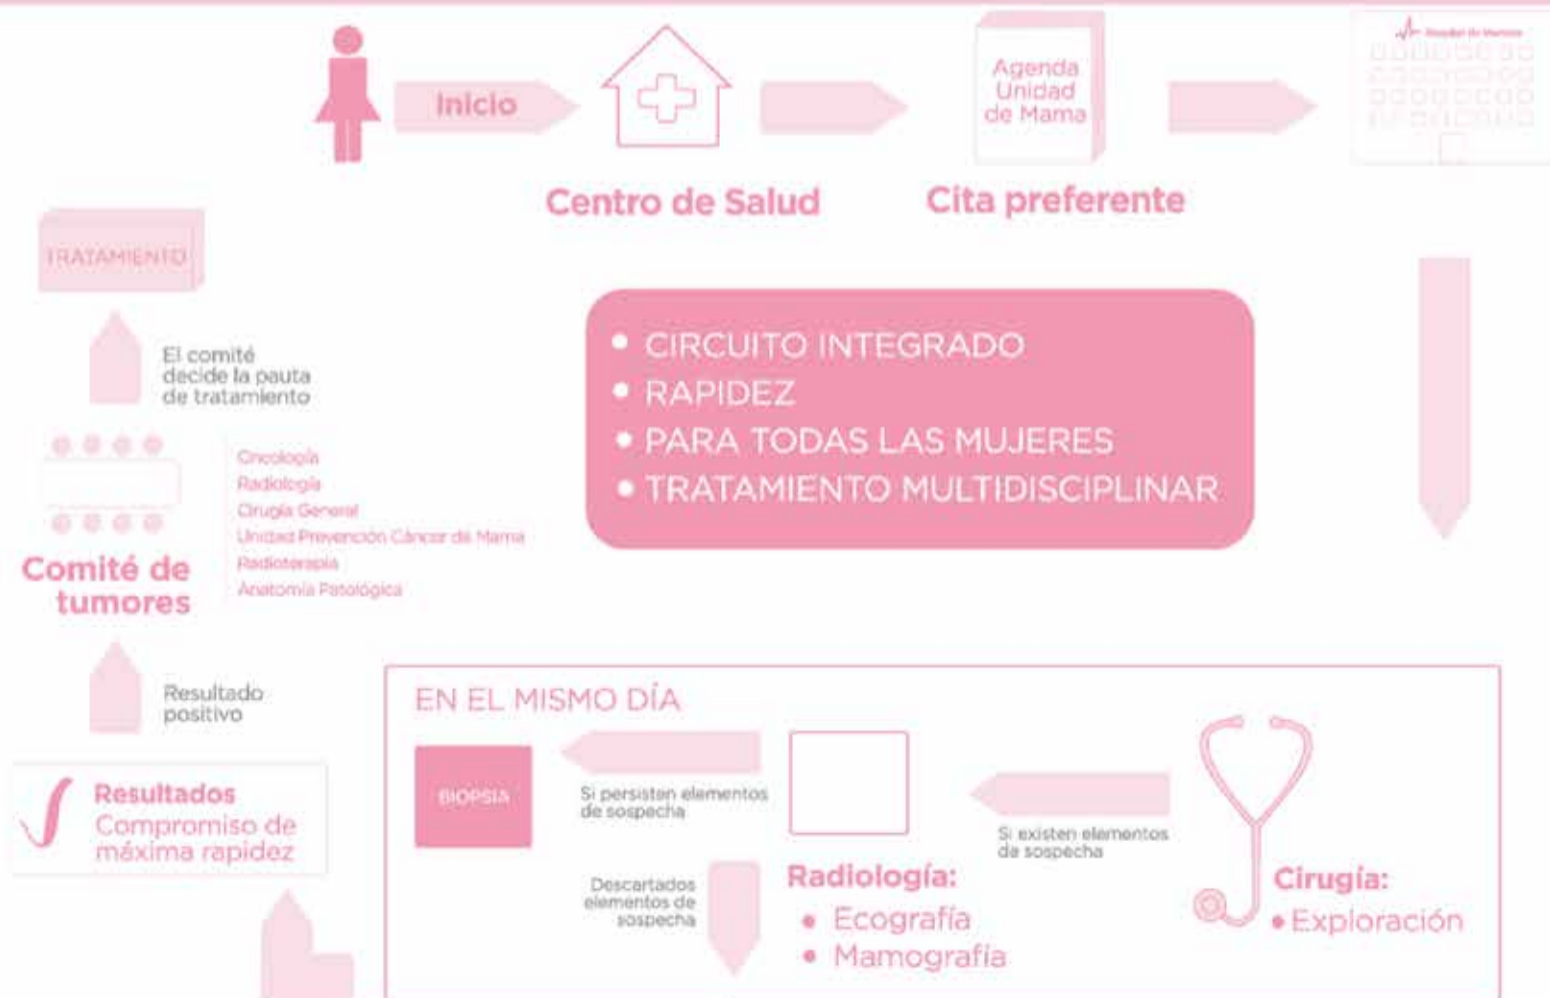 Inicio
Agenda
Unidad
de Mama
Hospital de Manises
Centro de Salud
Cita preferente
TRATAMIENTO
El comité
decide la pauta
de tratamiento
• CIRCUITO INTEGRADO
• RAPIDEZ
• PARA TODAS LAS MUJERES
• TRATAMIENTO MULTIDISCIPLINAR
Oncología
Radiología
Cirugía General
Unidad Prevención Cáncer de Mama
Radioterapia
Anatomía Patológica
Comité de
tumores
Resultado
positivo
Resultados
Compromiso de
máxima rapidez
EN EL MISMO DÍA
BIOPSIA
Si persisten elementos
de sospecha
Si existen elementos
de sospecha
Descartados
elementos de
sospecha
Radiología:
• Ecografía
• Mamografía
Cirugía:
• Exploración